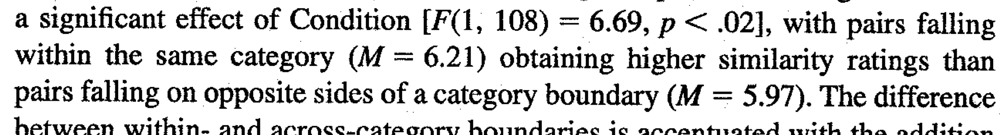 a significant effect of Condition [F(1, 108) = 6.69, p < .02], with pairs falling
within the same category (M = 6.21) obtaining higher similarity ratings than
pairs falling on opposite sides of a category boundary (M = 5.97). The difference
between within- and across-category boundaries is accentuated with the addition